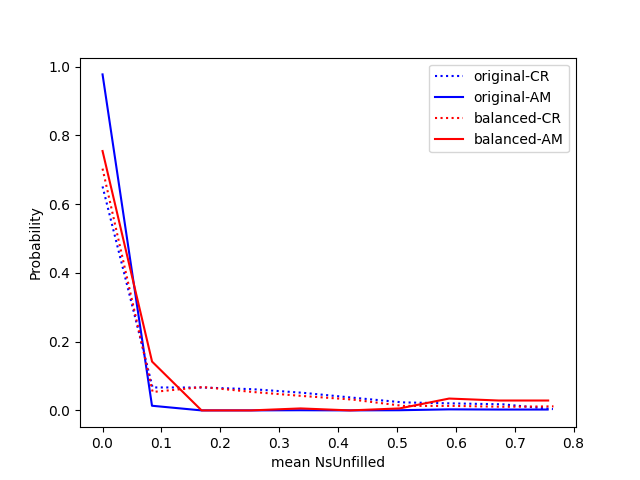 1.0
0.8
0.6
0.4
0.2
0.0
Probability
0.0 0.1 0.2 0.3 0.4 0.5 0.6 0.7 0.8
mean NsUnfilled
original-CR
original-AM
balanced-CR
balanced-AM